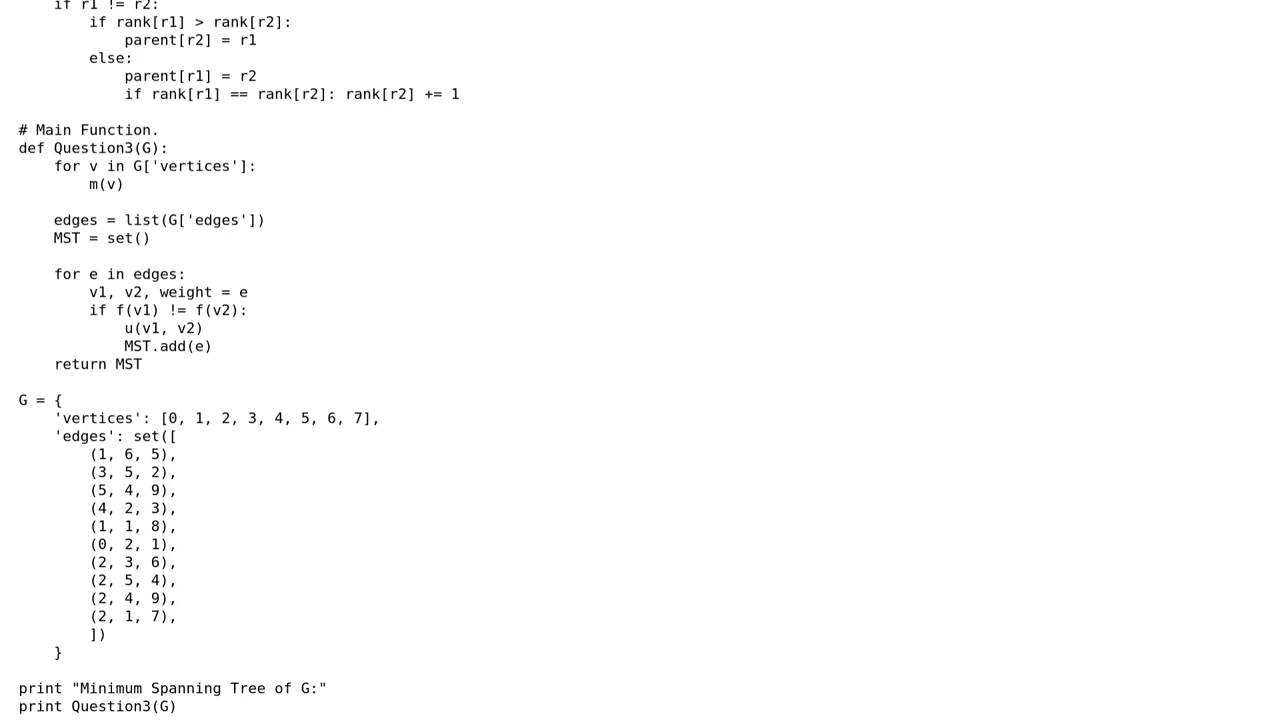 if r1 != r2:
        if rank[r1] > rank[r2]:
            parent[r2] = r1
        else:
            parent[r1] = r2
            if rank[r1] == rank[r2]: rank[r2] += 1

# Main Function.
def Question3(G):
    for v in G['vertices']:
        m(v)

    edges = list(G['edges'])
    MST = set()

    for e in edges:
        v1, v2, weight = e
        if f(v1) != f(v2):
            u(v1, v2)
            MST.add(e)
    return MST

G = {
    'vertices': [0, 1, 2, 3, 4, 5, 6, 7],
    'edges': set([
        (1, 6, 5),
        (3, 5, 2),
        (5, 4, 9),
        (4, 2, 3),
        (1, 1, 8),
        (0, 2, 1),
        (2, 3, 6),
        (2, 5, 4),
        (2, 4, 9),
        (2, 1, 7),
        ])
    }

print "Minimum Spanning Tree of G:"
print Question3(G)